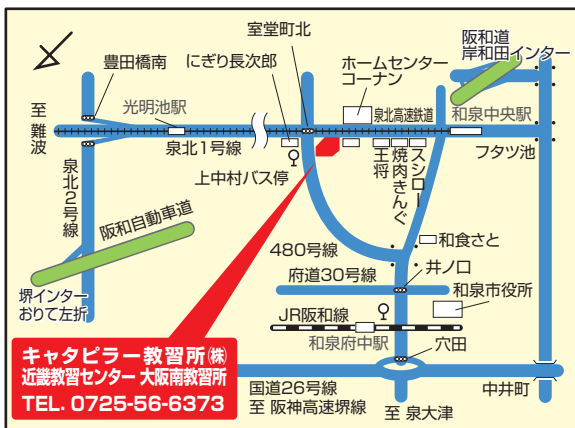 室堂町北
阪和道
岸和田インター
豊田橋南
にぎり長次郎
ホームセンター
コーナン
至 難波
光明池駅
泉北高速鉄道
和泉中央駅
泉北1号線
フタツ池
泉北2号線
上中村バス停
王将
焼肉きんぐ
スシロー
阪和自動車道
480号線
和食さと
府道30号線
井ノ口
堺インター
おりて左折
和泉市役所
JR阪和線
和泉府中駅
キャタピラー教習所㈱
近畿教習センター 大阪南教習所
TEL. 0725-56-6373
穴田
国道26号線
至 阪神高速堺線
至 泉大津
中井町